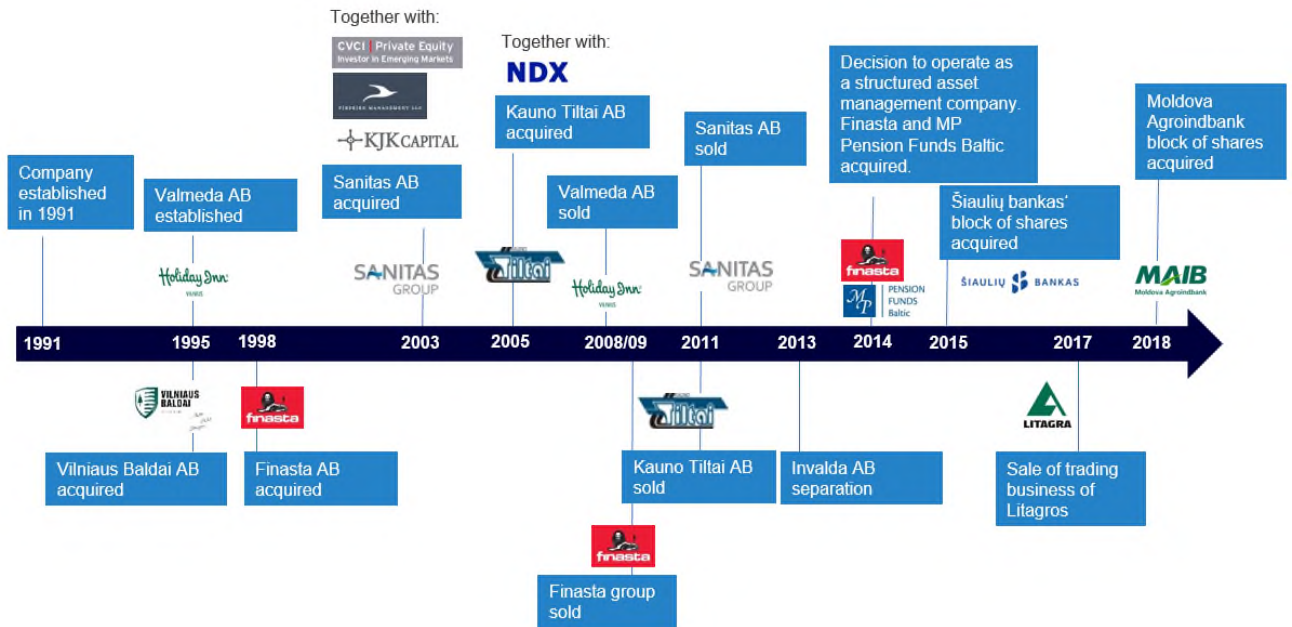 Together with:
CVCI | Private Equity
Investor in Emerging Markets
FIREBIRD MANAGEMENT LLC
KJK CAPITAL
Together with:
NDX
Company
established
in 1991
Valmeda AB
established
Sanitas AB
acquired
Kauno Tiltai AB
acquired
Valmeda AB
sold
Sanitas AB
sold
Decision to operate as
a structured asset
management company.
Finasta and MP
Pension Funds Baltic
acquired.
Šiaulių bankas‘
block of shares
acquired
Moldova
Agroindbank
block of shares
acquired
Holiday Inn
VILNIUS
SANITAS
GROUP
Tiltai
Holiday Inn
VILNIUS
SANITAS
GROUP
finasta
MP
PENSION
FUNDS
Baltic
ŠIAULIŲ BANKAS
MAIB
Moldova Agroindbank
1991 1995 1998 2003 2005 2008/09 2011 2013 2014 2015 2017 2018
VILNIAUS
BALDAI
finasta
Tiltai
LITAGRA
Vilniaus Baldai AB
acquired
Finasta AB
acquired
Kauno Tiltai AB
sold
Invalda AB
separation
Sale of trading
business of
Litagros
finasta
Finasta group
sold